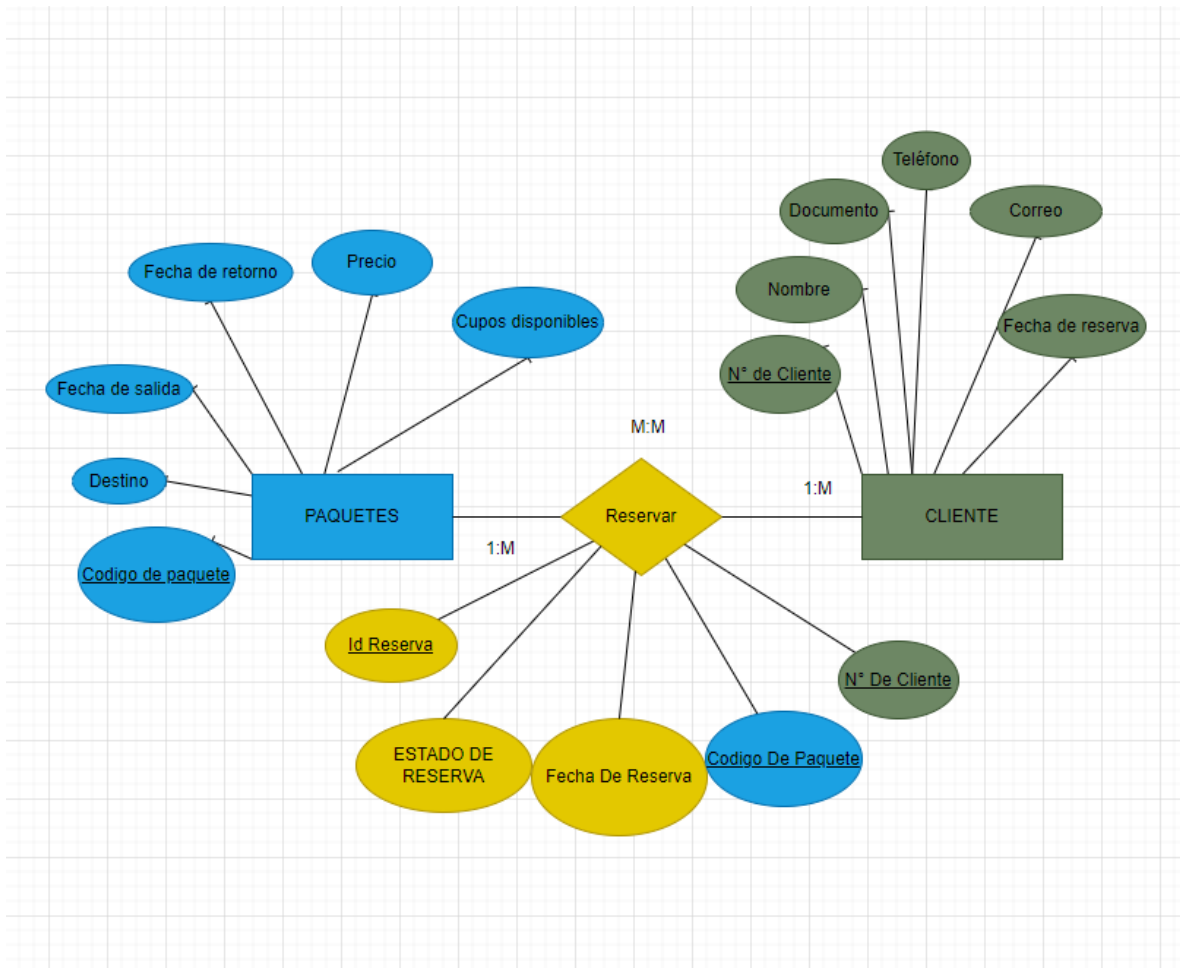 Teléfono
Documento
Correo
Fecha de retorno
Precio
Nombre
Cupos disponibles
Fecha de reserva
N° de Cliente
Fecha de salida
M:M
Destino
1:M
PAQUETES
Reservar
CLIENTE
1:M
Codigo de paquete
Id Reserva
N° De Cliente
ESTADO DE
RESERVA
Fecha De Reserva
Codigo De Paquete